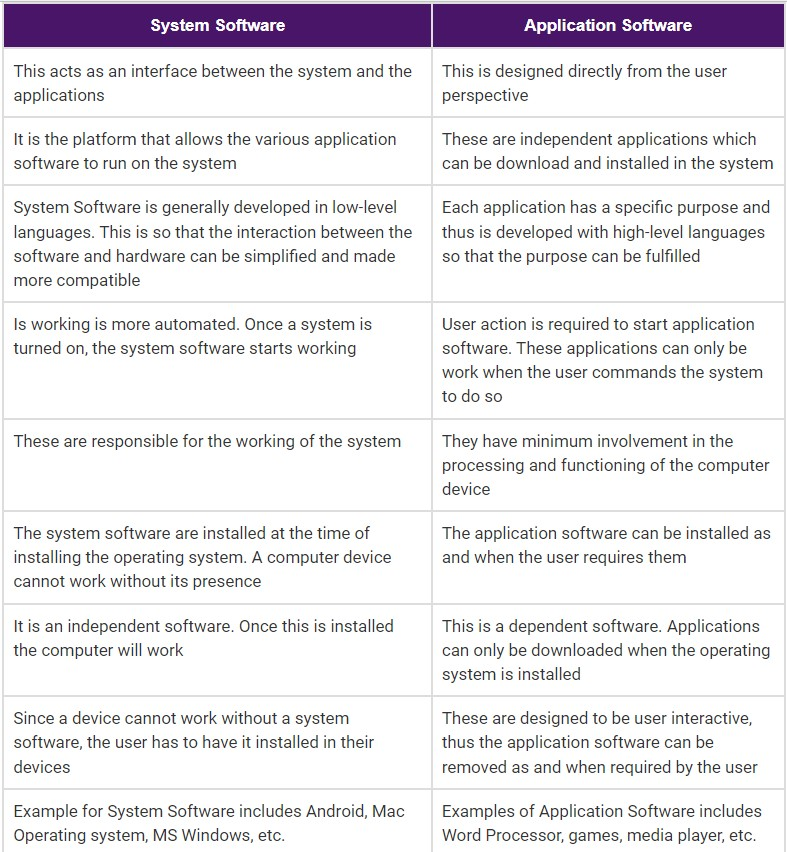 System Software
Application Software
This acts as an interface between the system and the
applications
This is designed directly from the user
perspective
It is the platform that allows the various application
software to run on the system
These are independent applications which
can be download and installed in the system
System Software is generally developed in low-level
languages. This is so that the interaction between the
software and hardware can be simplified and made
more compatible
Each application has a specific purpose and
thus is developed with high-level languages
so that the purpose can be fulfilled
Is working is more automated. Once a system is
turned on, the system software starts working
User action is required to start application
software. These applications can only be
work when the user commands the system
to do so
These are responsible for the working of the system
They have minimum involvement in the
processing and functioning of the computer
device
The system software are installed at the time of
installing the operating system. A computer device
cannot work without its presence
The application software can be installed as
and when the user requires them
It is an independent software. Once this is installed
the computer will work
This is a dependent software. Applications
can only be downloaded when the operating
system is installed
Since a device cannot work without a system
software, the user has to have it installed in their
devices
These are designed to be user interactive,
thus the application software can be
removed as and when required by the user
Example for System Software includes Android, Mac
Operating system, MS Windows, etc.
Examples of Application Software includes
Word Processor, games, media player, etc.